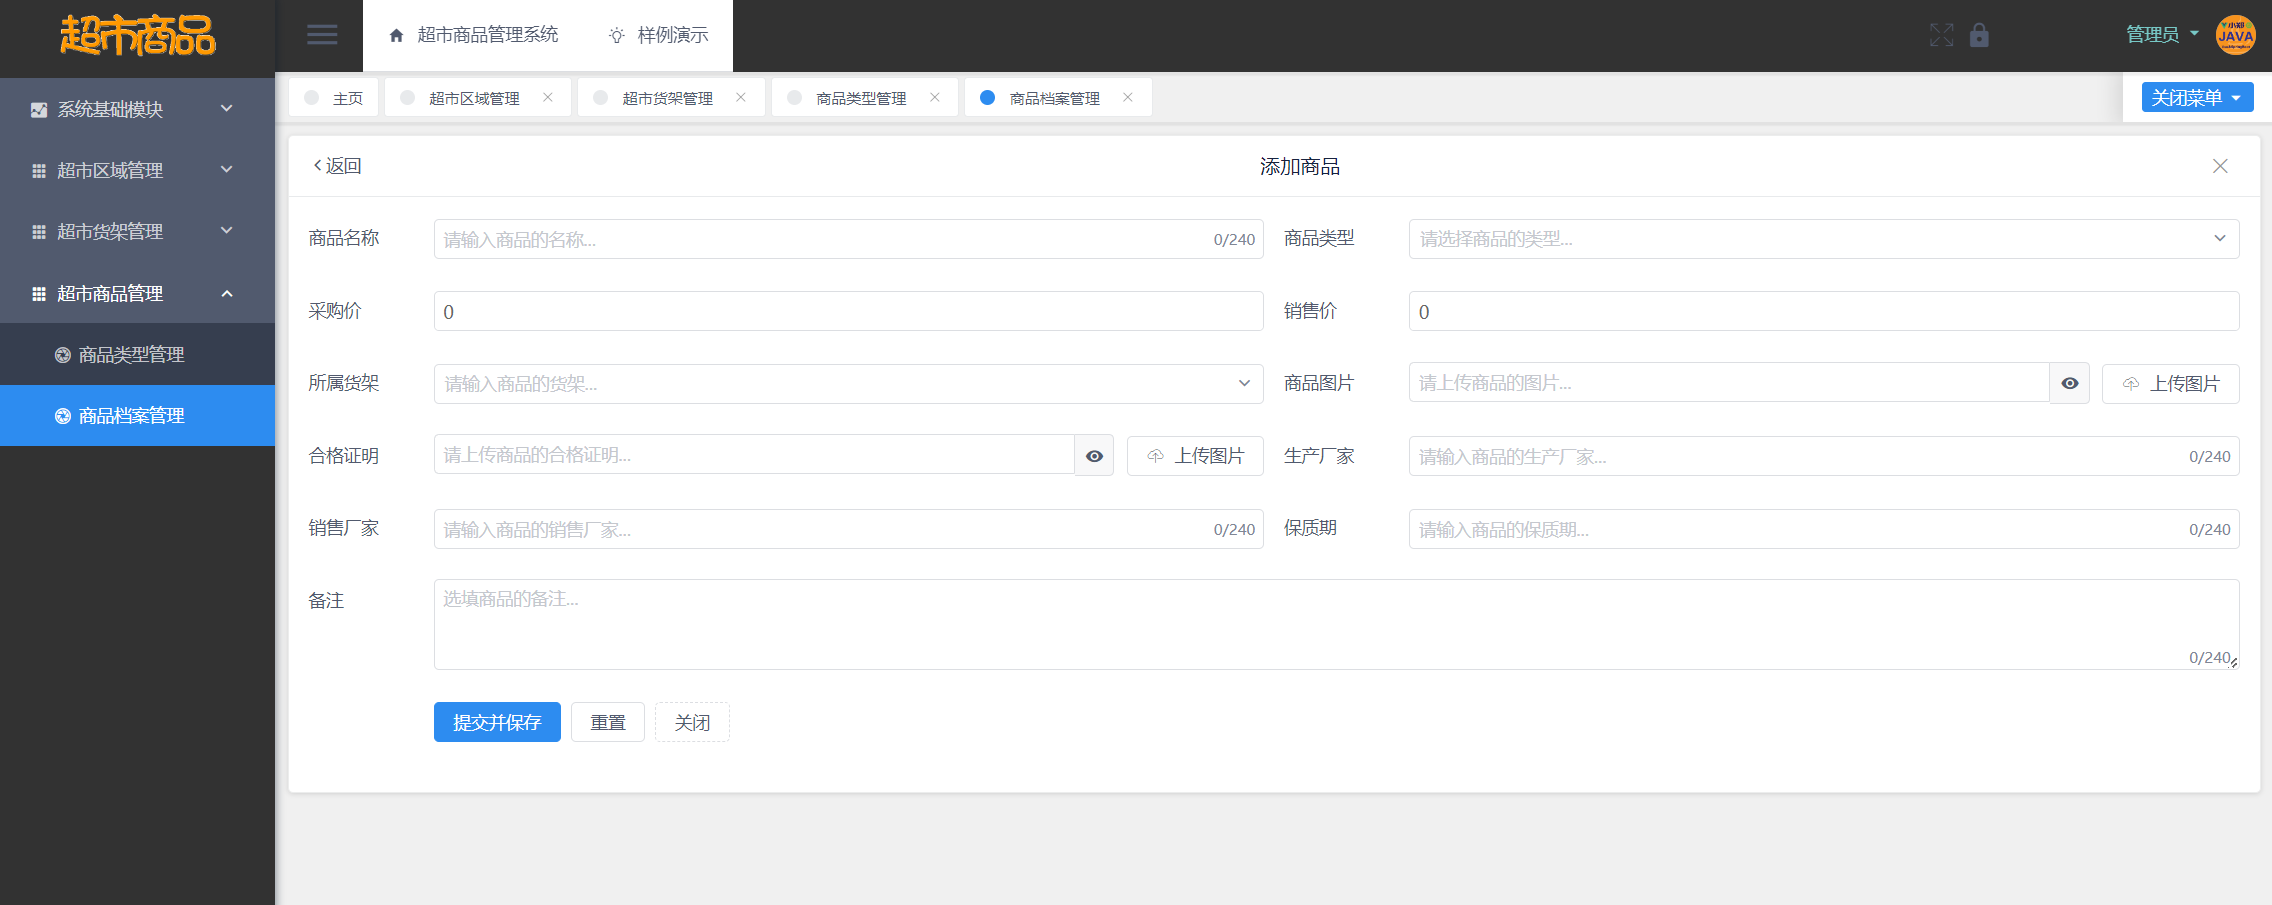 超市商品
超市商品管理系统 样例演示 管理员
JAVA
主页 超市区域管理 超市货架管理 商品类型管理 商品档案管理 关闭菜单
系统基础模块
超市区域管理
超市货架管理
超市商品管理
商品类型管理
商品档案管理
返回 添加商品
商品名称 请输入商品的名称... 0/240 商品类型 请选择商品的类型...
采购价 0 销售价 0
所属货架 请输入商品的货架... 商品图片 请上传商品的图片... 上传图片
合格证明 请上传商品的合格证明... 上传图片 生产厂家 请输入商品的生产厂家... 0/240
销售厂家 请输入商品的销售厂家... 0/240 保质期 请输入商品的保质期... 0/240
备注 选填商品的备注... 0/240
提交并保存 重置 关闭